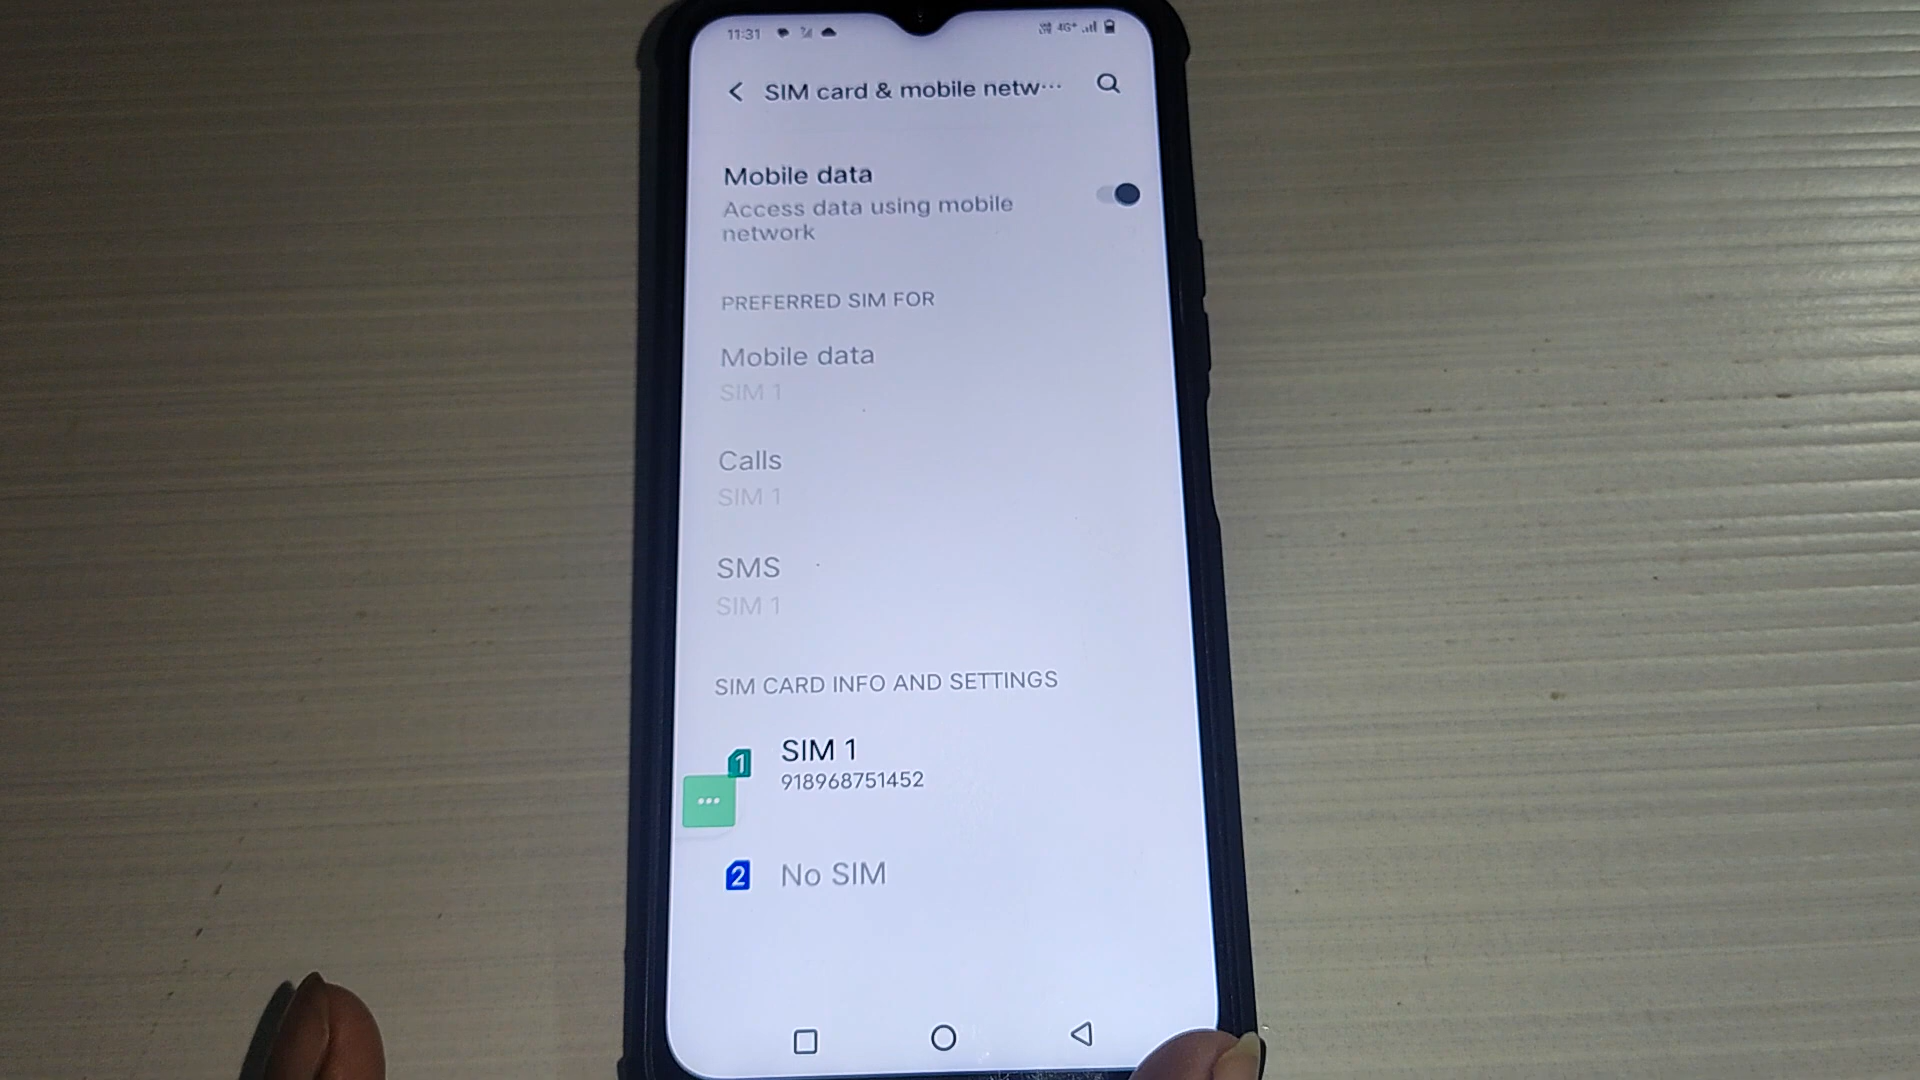 11:31
4G+
SIM card & mobile netw...
Mobile data
Access data using mobile
network
PREFERRED SIM FOR
Mobile data
SIM 1
Calls
SIM 1
SMS
SIM 1
SIM CARD INFO AND SETTINGS
1
SIM 1
918968751452
2
No SIM